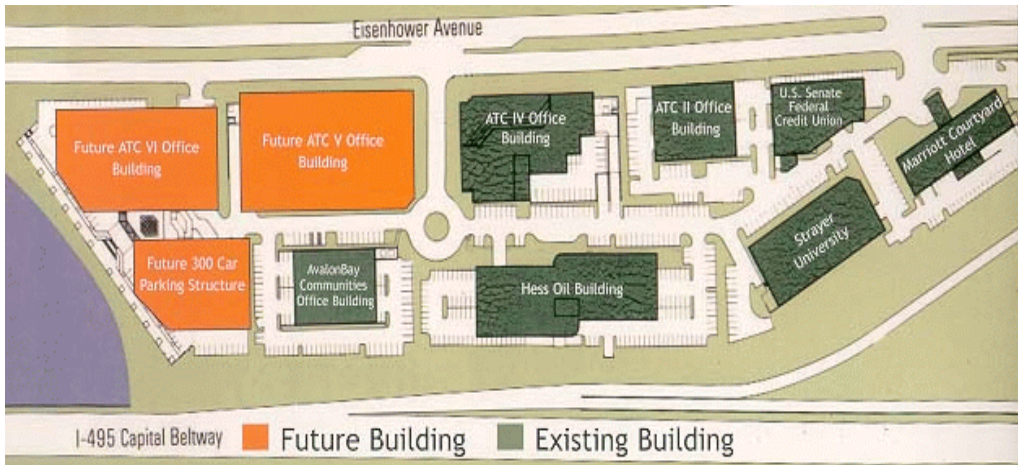 Eisenhower Avenue
Future ATC VI Office
Building
Future ATC V Office
Building
ATC IV Office
Building
ATC II Office
Building
U.S. Senate
Federal
Credit Union
Marriott Courtyard
Hotel
Strayer
University
Future 300 Car
Parking Structure
AvalonBay
Communities
Office Building
Hess Oil Building
I-495 Capital Beltway
Future Building
Existing Building